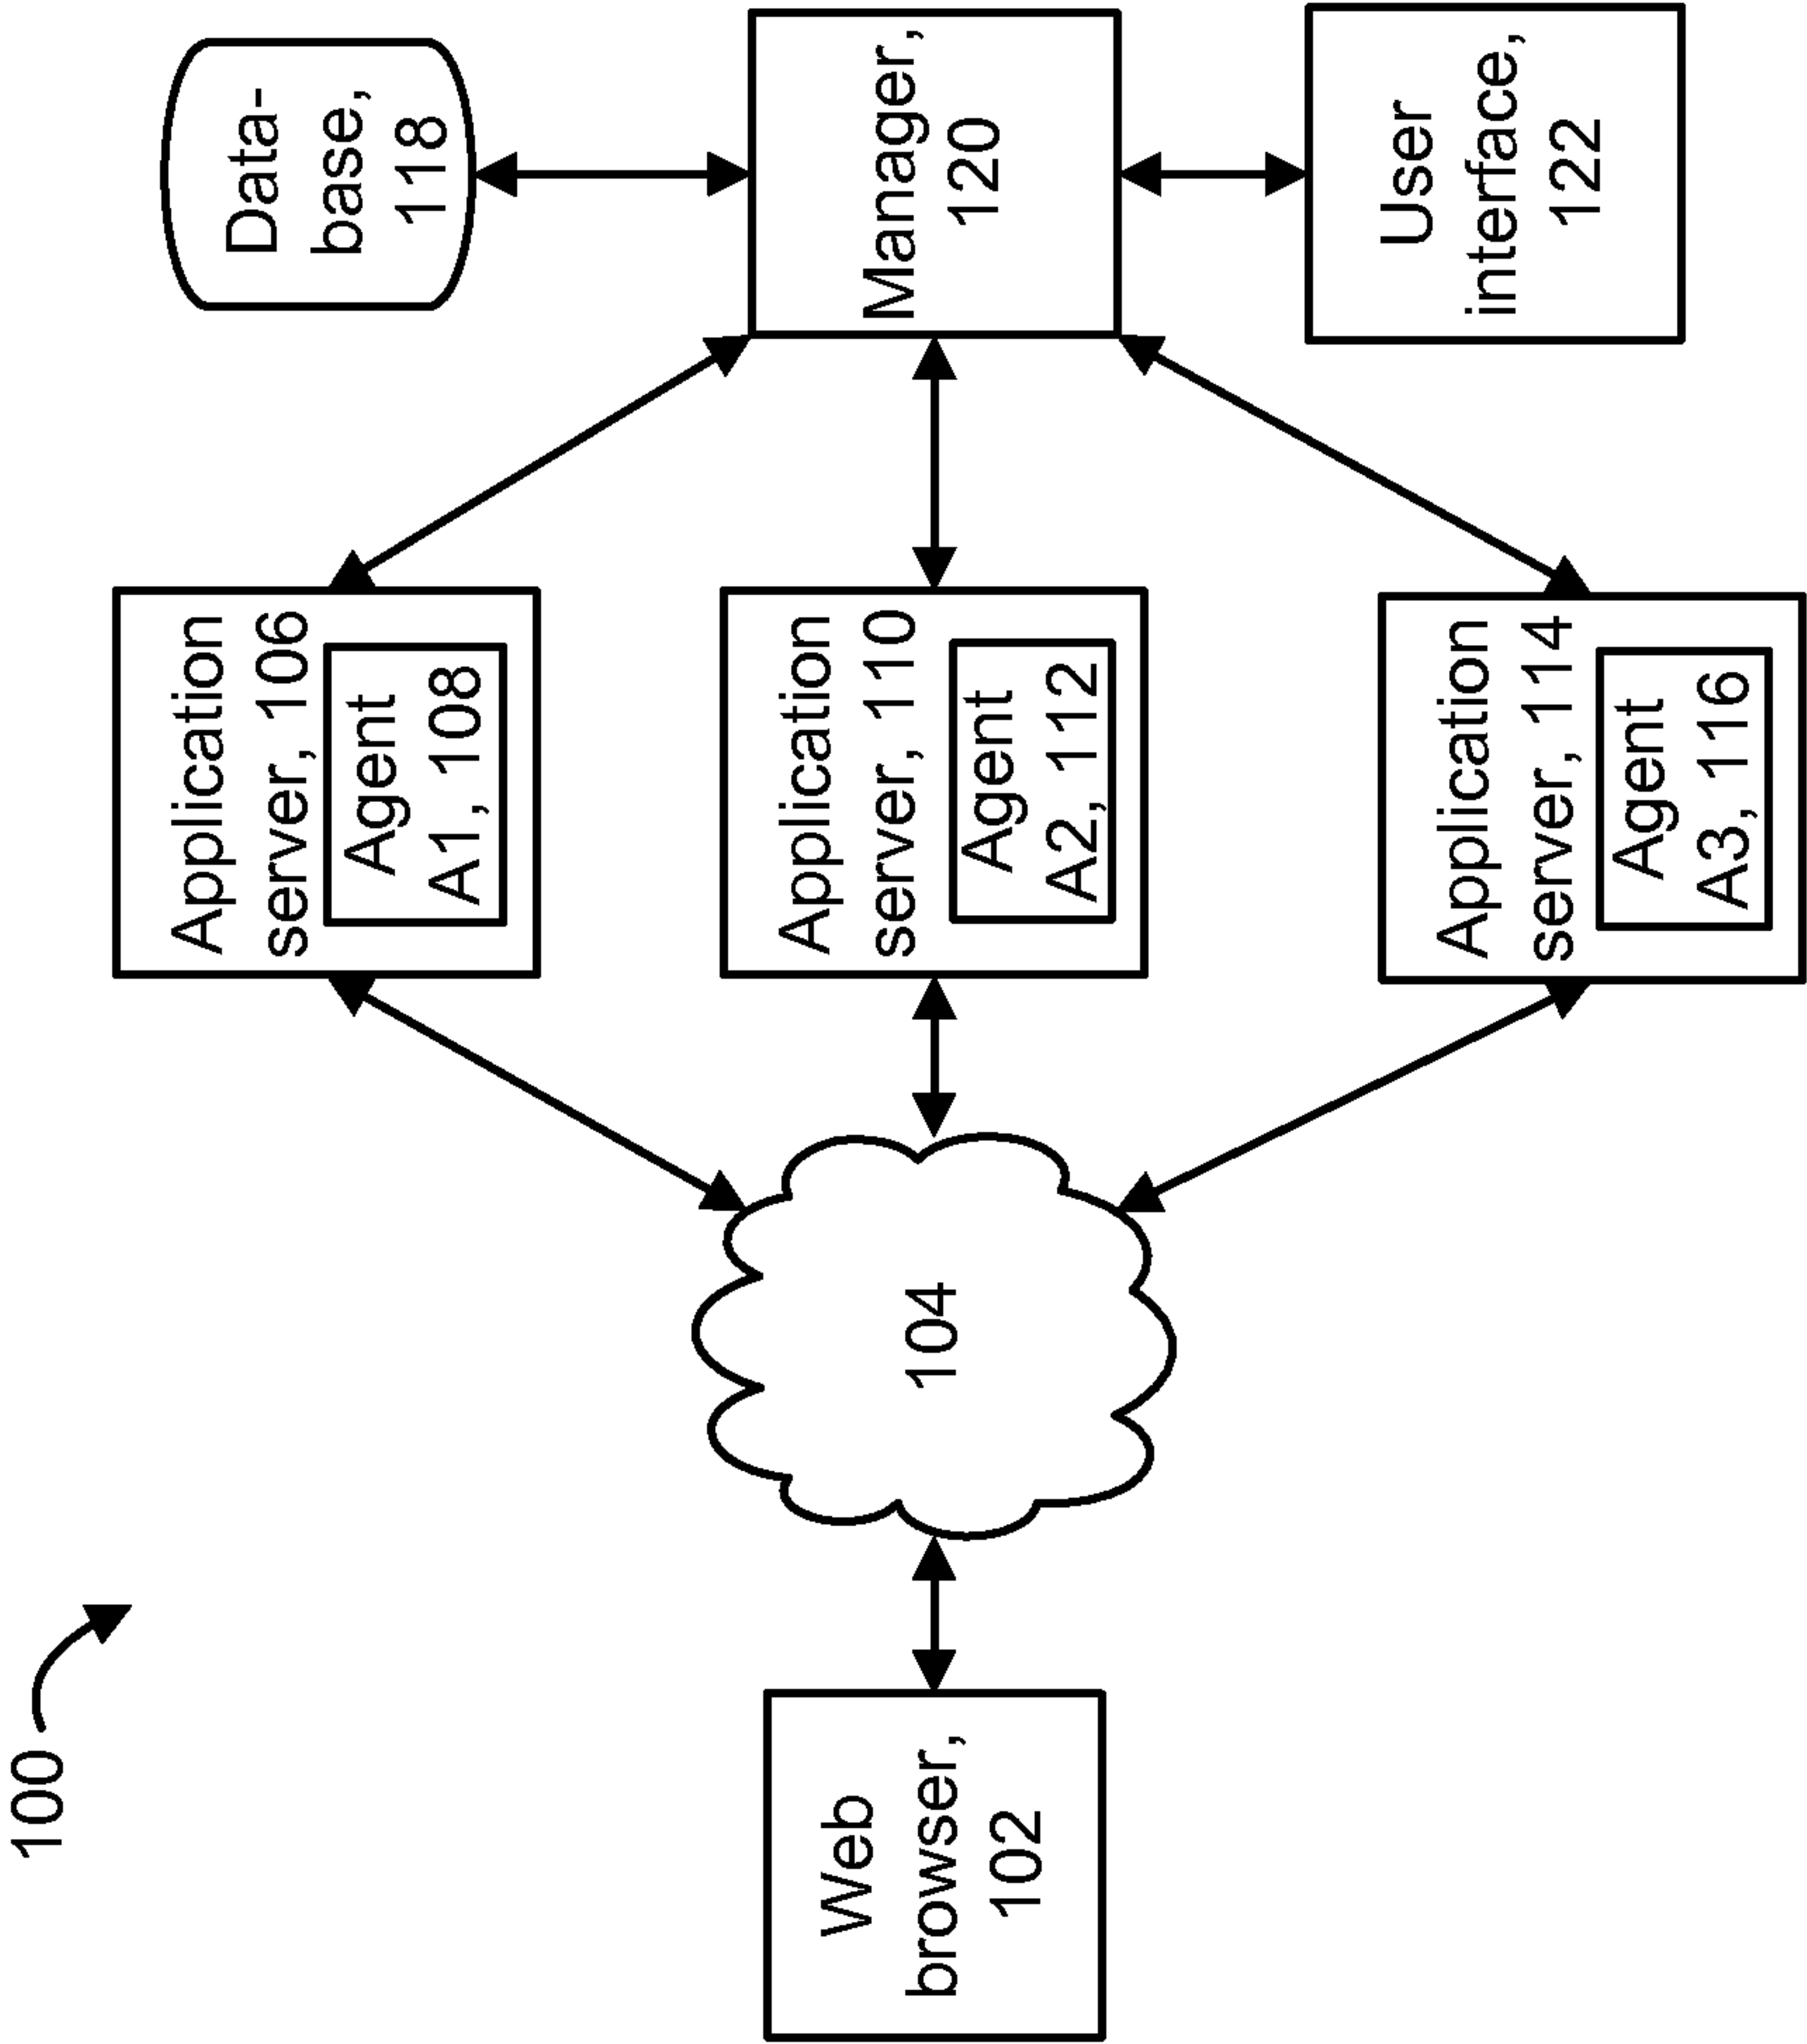 100
Web
browser,
102
104
Application
server, 106
Agent
A1, 108
Application
server, 110
Agent
A2, 112
Application
server, 114
Agent
A3, 116
Data-
base,
118
Manager,
120
User
interface,
122